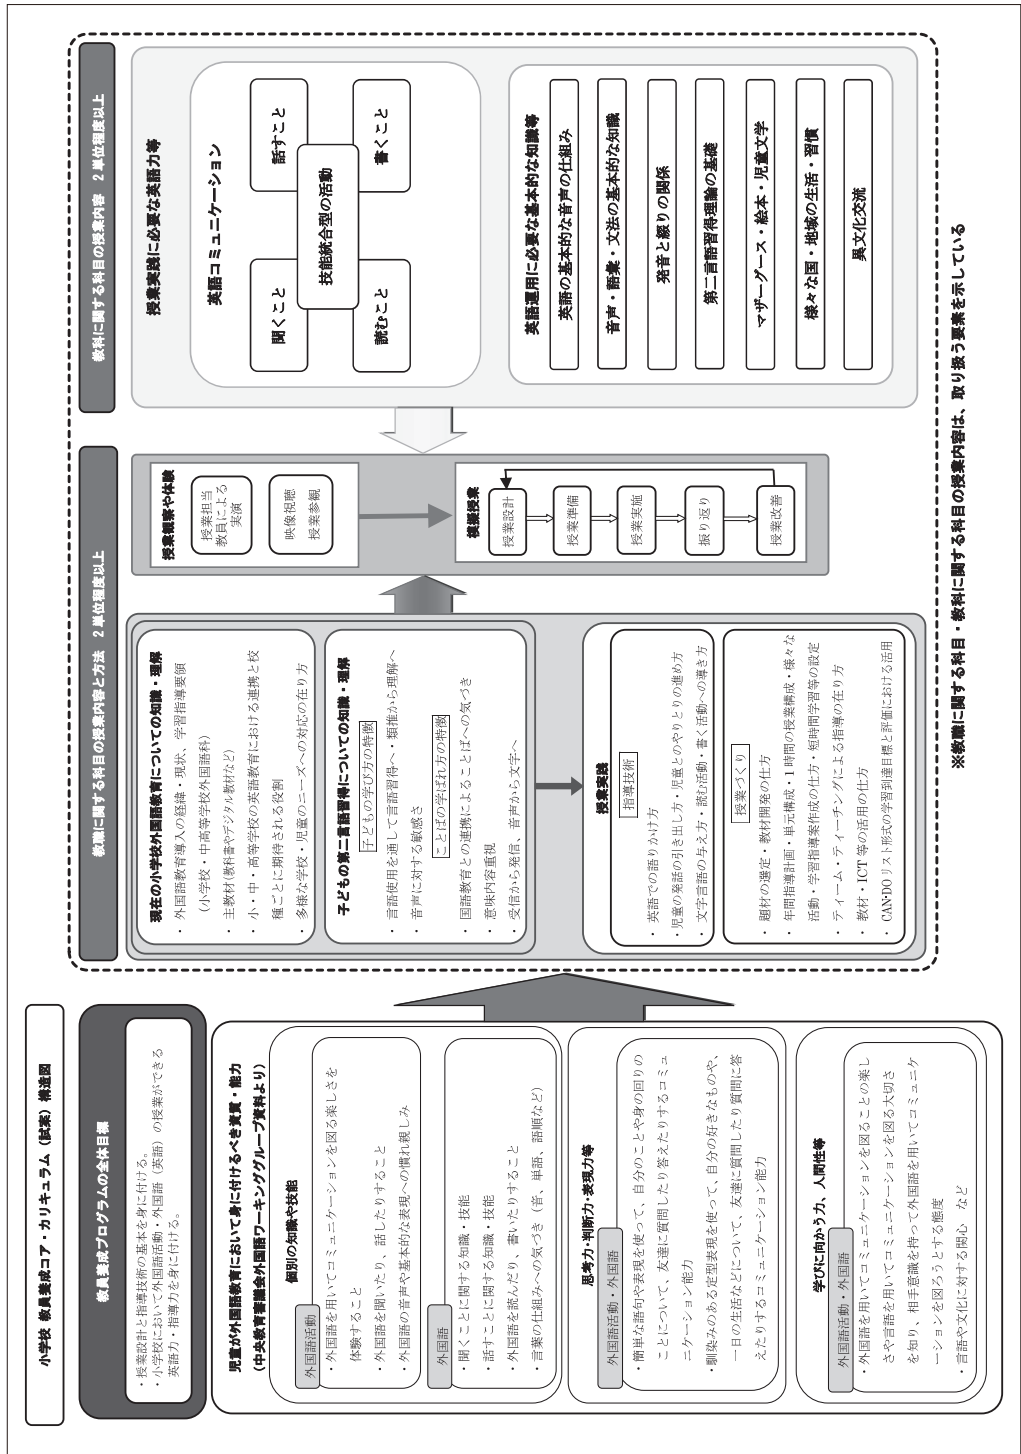 小学校 教員養成コア・カリキュラム（試案）構造図
教員養成プログラムの全体目標
・授業設計と指導技術の基本を身に付ける。
・小学校において外国語活動・外国語（英語）の授業ができる
英語力・指導力を身に付ける。
児童が外国語教育において身に付けるべき資質・能力
（中央教育審議会外国語ワーキンググループ資料より）
個別の知識や技能
外国語活動
・外国語を用いてコミュニケーションを図る楽しさを
体験すること
・外国語を聞いたり、話したりすること
・外国語の音声や基本的な表現への慣れ親しみ
外国語
・聞くことに関する知識・技能
・話すことに関する知識・技能
・外国語を読んだり、書いたりすること
・言葉の仕組みへの気づき（音、単語、語順など）
思考力・判断力・表現力等
外国語活動・外国語
・簡単な語句や表現を使って、自分のことや身の回りの
ことについて、友達に質問したり答えたりするコミュ
ニケーション能力
・馴染みのある定型表現を使って、自分の好きなものや、
一日の生活などについて、友達に質問したり質問に答
えたりするコミュニケーション能力
学びに向かう力、人間性等
外国語活動・外国語
・外国語を用いてコミュニケーションを図ることの楽し
さや言語を用いてコミュニケーションを図る大切さ
を知り、相手意識を持って外国語を用いてコミュニケ
ーションを図ろうとする態度
・言語や文化に対する関心 など
教職に関する科目の授業内容と方法 2単位程度以上
現在の小学校外国語教育についての知識・理解
・外国語教育導入の経緯・現状、学習指導要領
（小学校・中高等学校外国語科）
・主教材（教科書やデジタル教材など）
・小・中・高等学校の英語教育における連携と校
種ごとに期待される役割
・多様な学校・児童のニーズへの対応の在り方
子どもの第二言語習得についての知識・理解
子どもの学び方の特徴
・言語使用を通して言語習得へ・類推から理解へ
・音声に対する敏感さ
ことばの学ばれ方の特徴
・国語教育との連携によることばへの気づき
・意味内容重視
・受信から発信、音声から文字へ
授業実践
指導技術
・英語での語りかけ方
・児童の発話の引き出し方・児童とのやりとりの進め方
・文字言語の与え方・読む活動・書く活動への導き方
授業づくり
・題材の選定・教材開発の仕方
・年間指導計画・単元構成・1時間の授業構成・様々な
活動・学習指導案作成の仕方・短時間学習等の設定
・ティーム・ティーチングによる指導の在り方
・教材・ICT 等の活用の仕方
・CAN-DO リスト形式の学習到達目標と評価における活用
授業観察や体験
授業担当
教員による
実演
映像視聴
授業参観
模擬授業
授業設計
授業準備
授業実施
振り返り
授業改善
教科に関する科目の授業内容 2単位程度以上
授業実践に必要な英語力等
英語コミュニケーション
聞くこと
話すこと
技能統合型の活動
読むこと
書くこと
英語運用に必要な基本的な知識等
英語の基本的な音声の仕組み
音声・語彙・文法の基本的な知識
発音と綴りの関係
第二言語習得理論の基礎
マザーグース・絵本・児童文学
様々な国・地域の生活・習慣
異文化交流
※教職に関する科目・教科に関する科目の授業内容は、取り扱う要素を示している